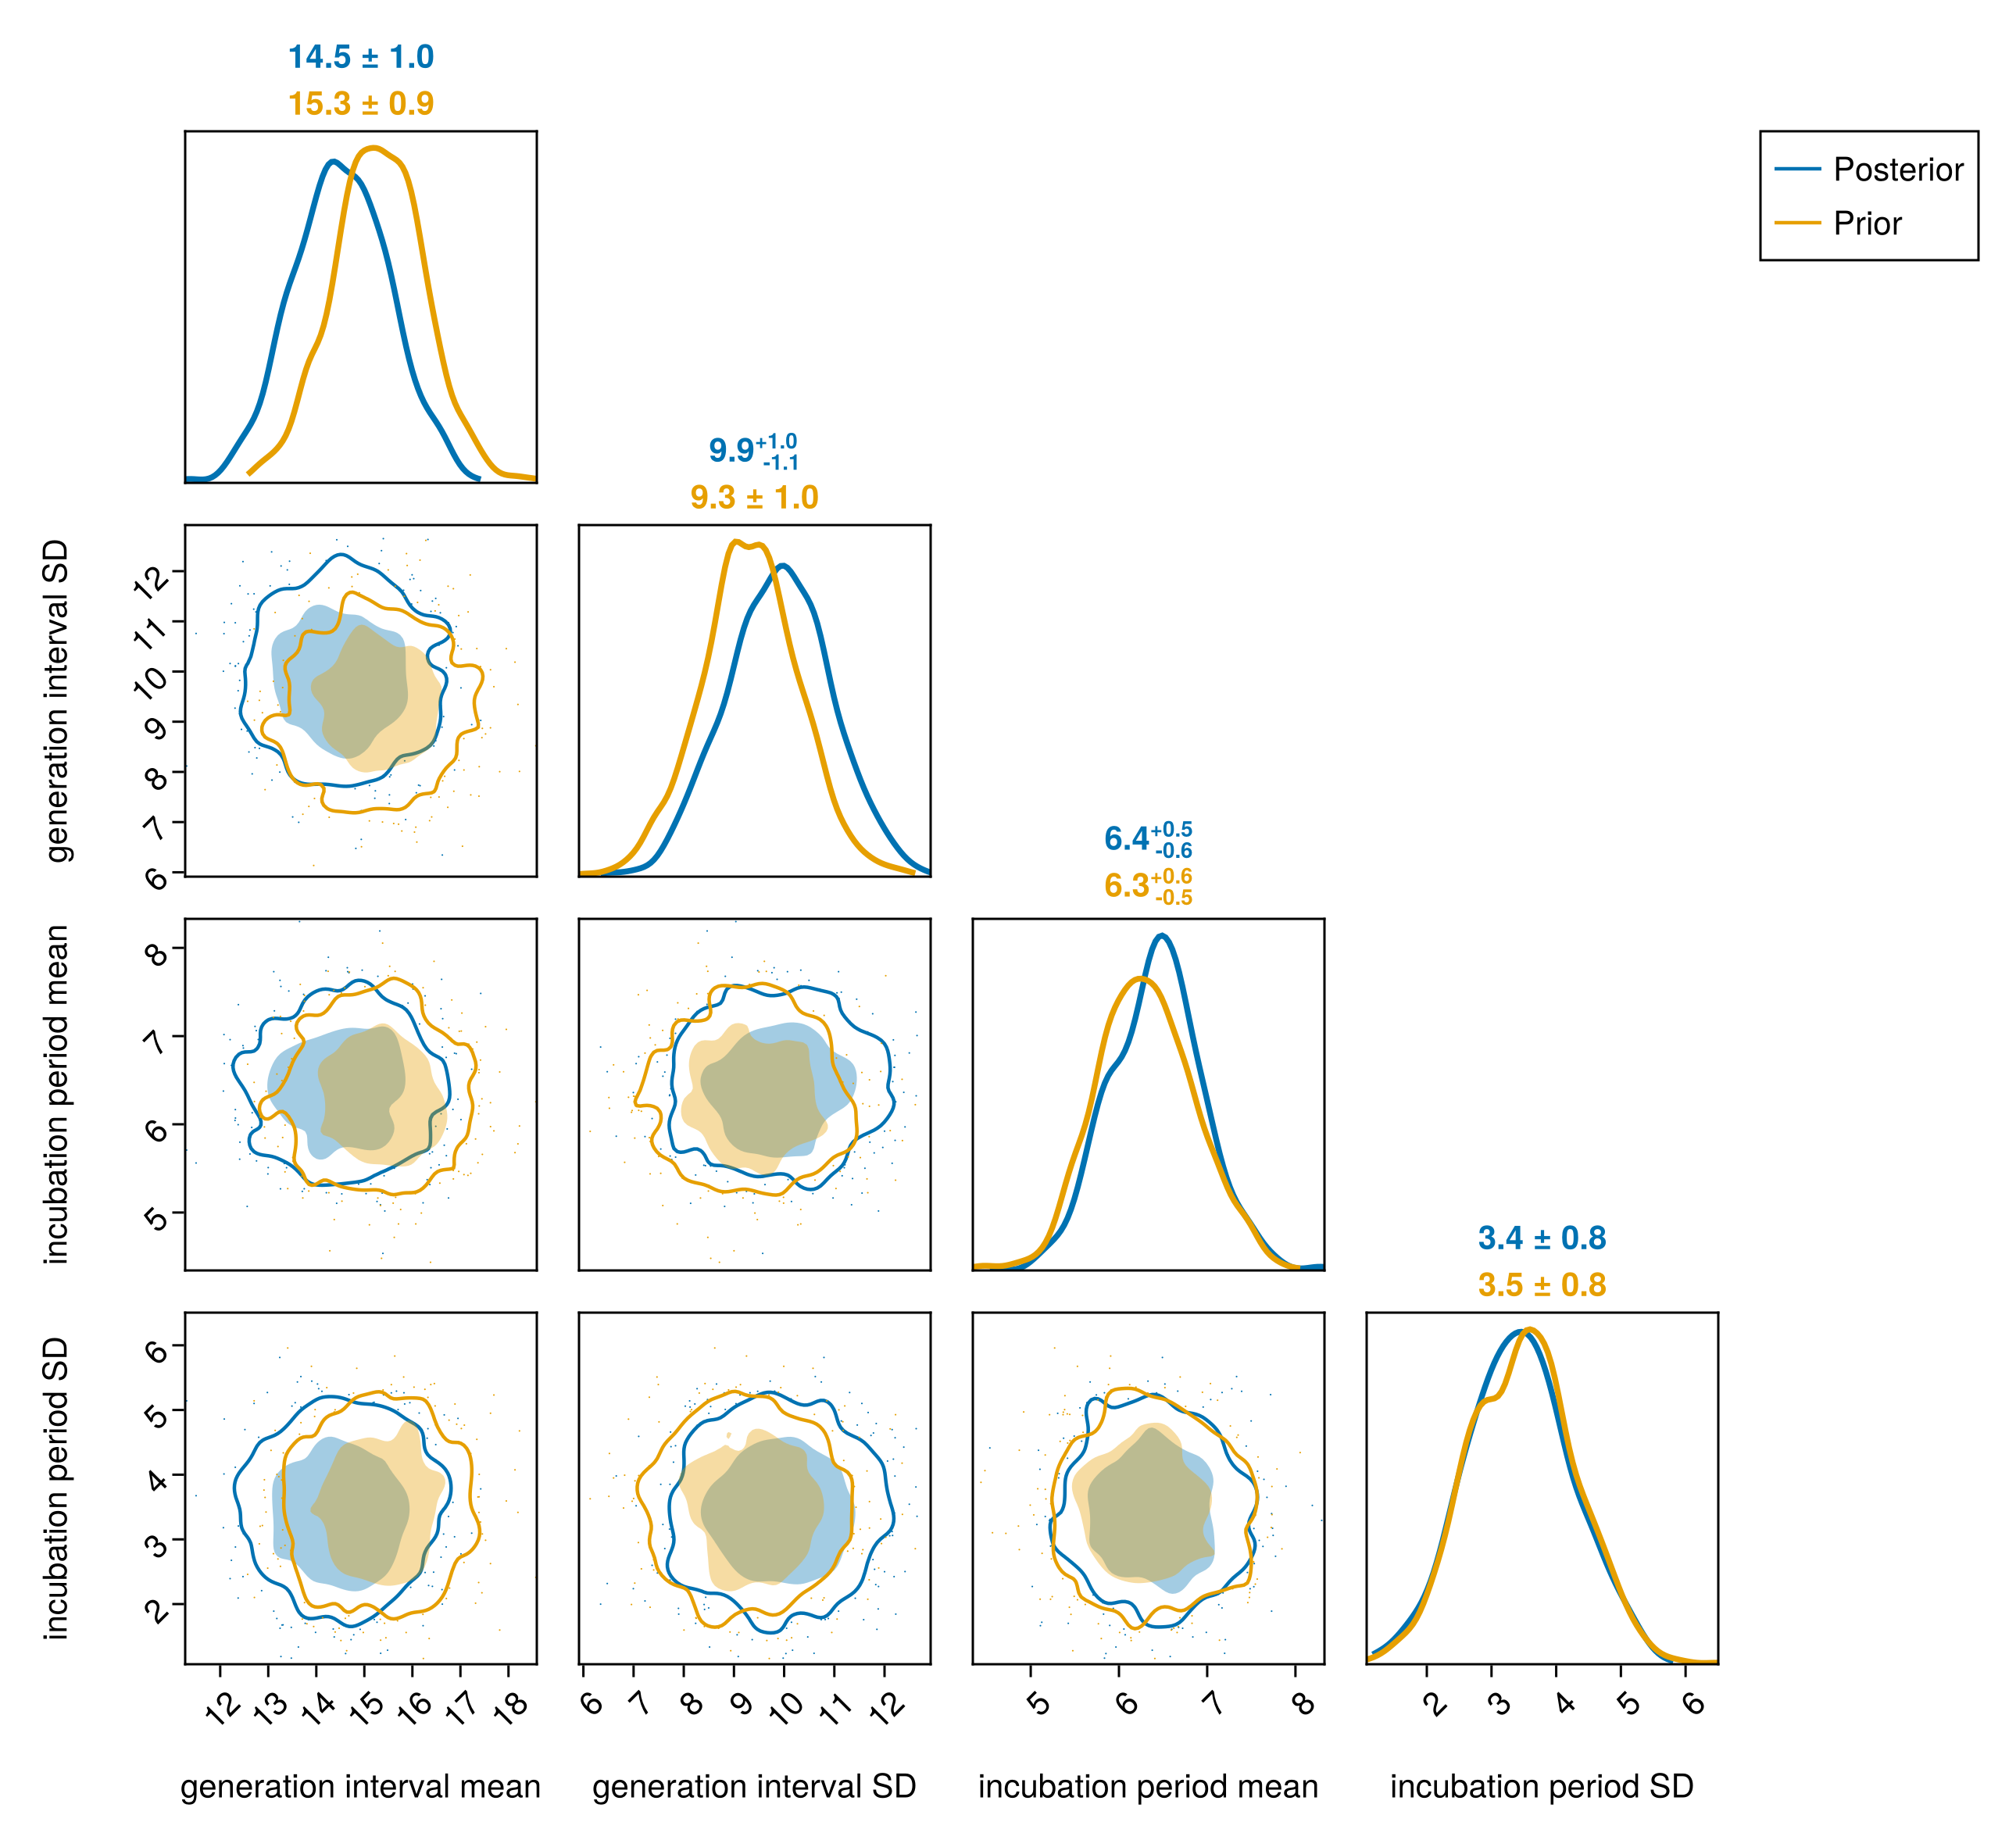 14.5 ± 1.0
15.3 ± 0.9
Posterior
Prior
9.9+1.0-1.1
9.3 ± 1.0
generation interval SD
12
11
10
9
8
7
6
6.4+0.5-0.6
6.3+0.6-0.5
incubation period mean
8
7
6
5
3.4 ± 0.8
3.5 ± 0.8
incubation period SD
6
5
4
3
2
12 13 14 15 16 17 18
6 7 8 9 10 11 12
5 6 7 8
2 3 4 5 6
generation interval mean
generation interval SD
incubation period mean
incubation period SD